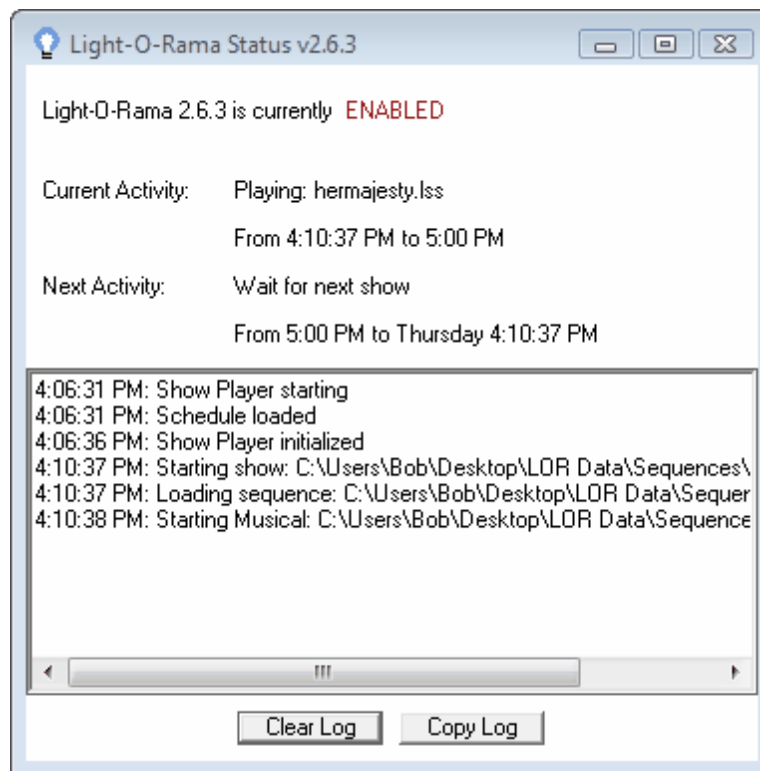 Light-O-Rama Status v2.6.3
Light-O-Rama 2.6.3 is currently ENABLED
Current Activity: Playing: hermajesty.lss
From 4:10:37 PM to 5:00 PM
Next Activity: Wait for next show
From 5:00 PM to Thursday 4:10:37 PM
4:06:31 PM: Show Player starting
4:06:31 PM: Schedule loaded
4:06:36 PM: Show Player initialized
4:10:37 PM: Starting show: C:\Users\Bob\Desktop\LOR Data\Sequences\
4:10:37 PM: Loading sequence: C:\Users\Bob\Desktop\LOR Data\Sequer
4:10:38 PM: Starting Musical: C:\Users\Bob\Desktop\LOR Data\Sequence
Clear Log Copy Log